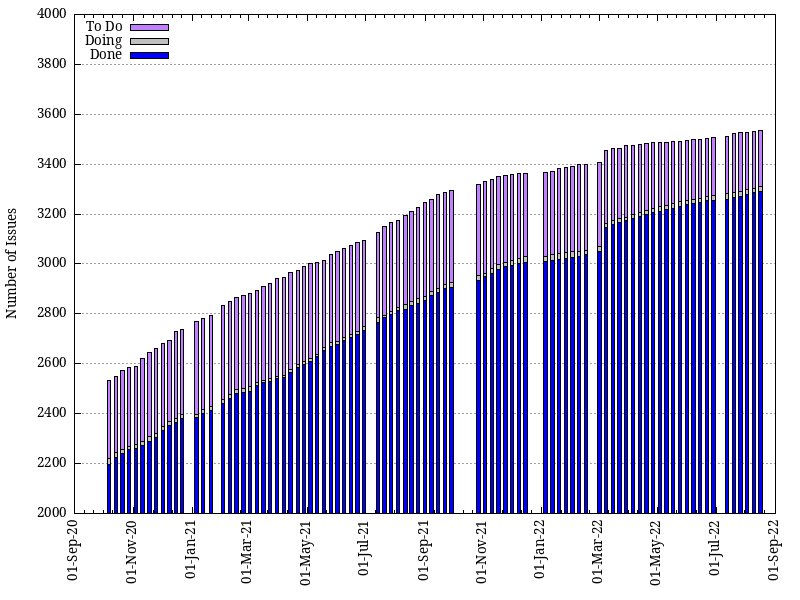 4000
3800
3600
3400
3200
3000
2800
2600
2400
2200
2000
Number of Issues
To Do
Doing
Done
01-Sep-20
01-Nov-20
01-Jan-21
01-Mar-21
01-May-21
01-Jul-21
01-Sep-21
01-Nov-21
01-Jan-22
01-Mar-22
01-May-22
01-Jul-22
01-Sep-22